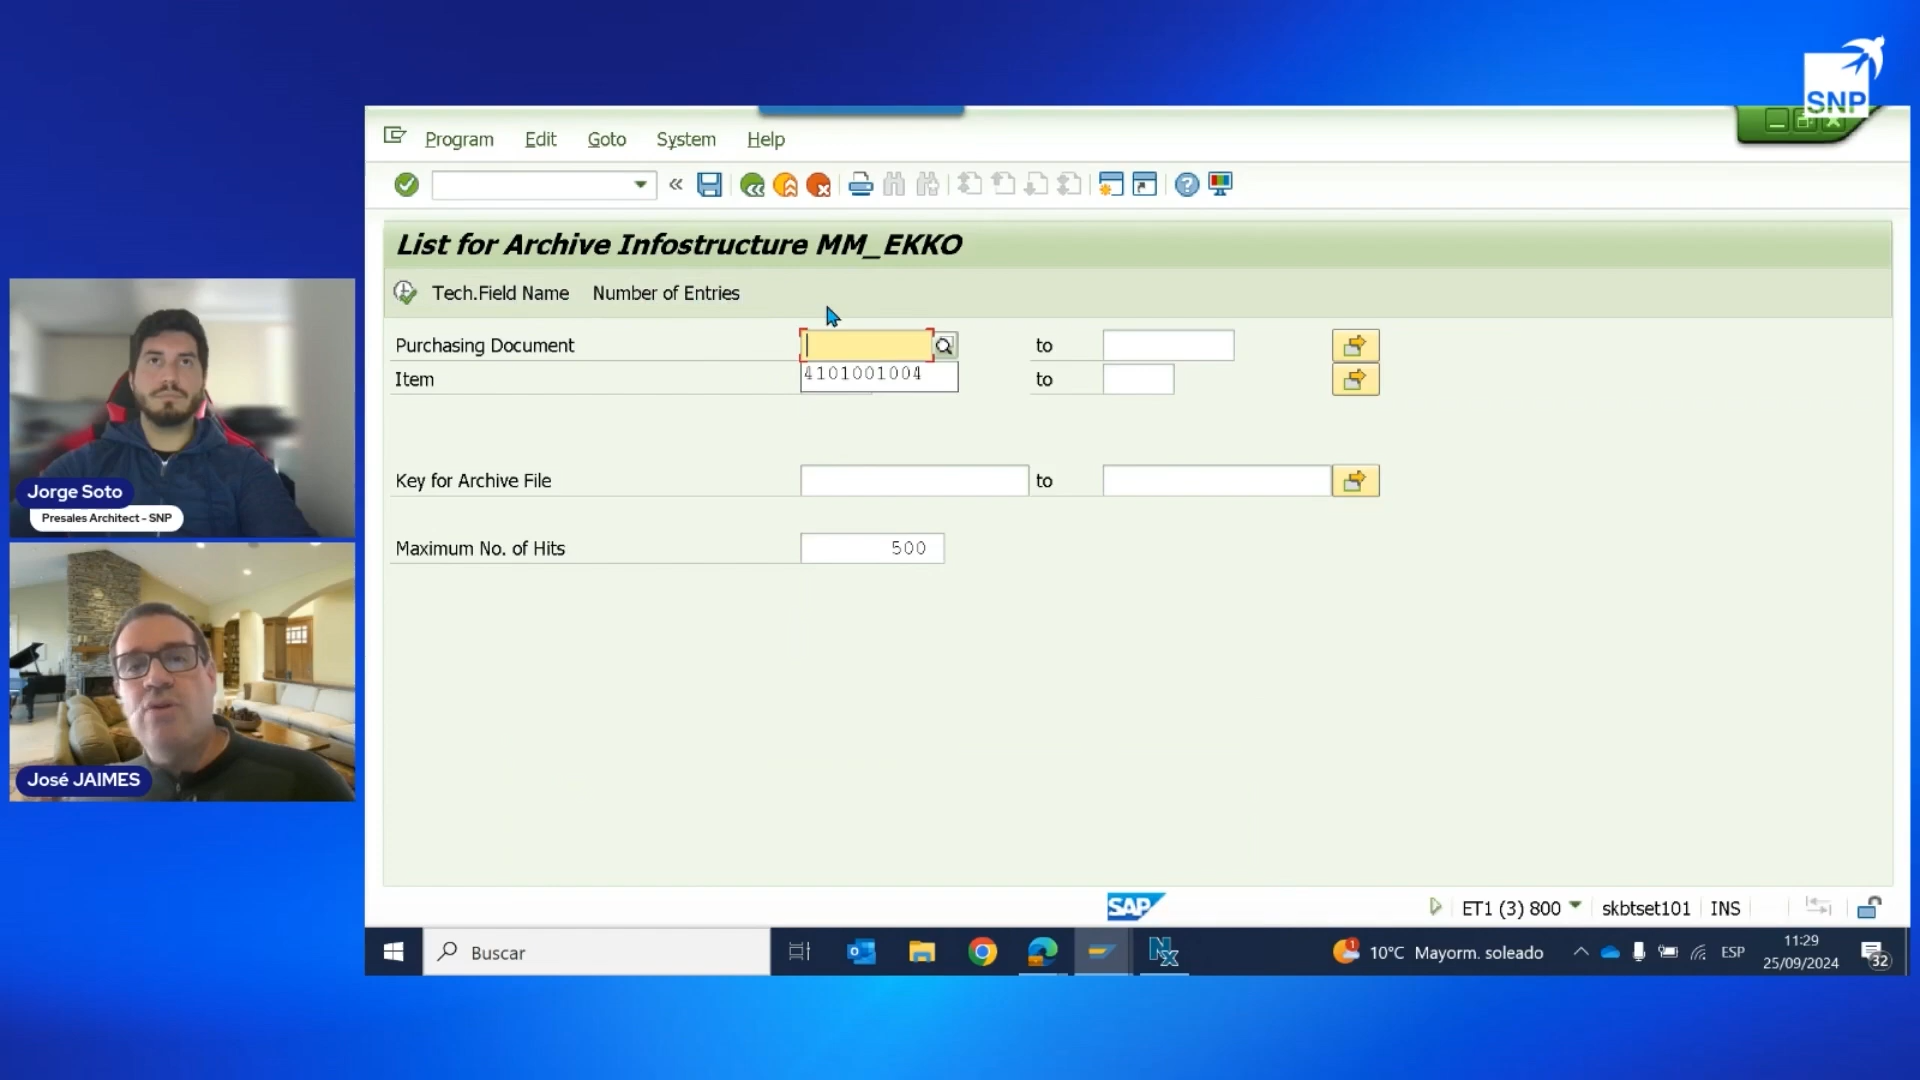 SNP
Program Edit Goto System Help
List for Archive Infostructure MM_EKKO
Tech.Field Name Number of Entries
Purchasing Document to
4101001004
Item to
Key for Archive File to
Maximum No. of Hits 500
Jorge Soto
Presales Architect - SNP
José JAIMES
SAP
ET1 (3) 800 skbtset101 INS
Buscar
1
10°C Mayorm. soleado
ESP
11:29
25/09/2024
32